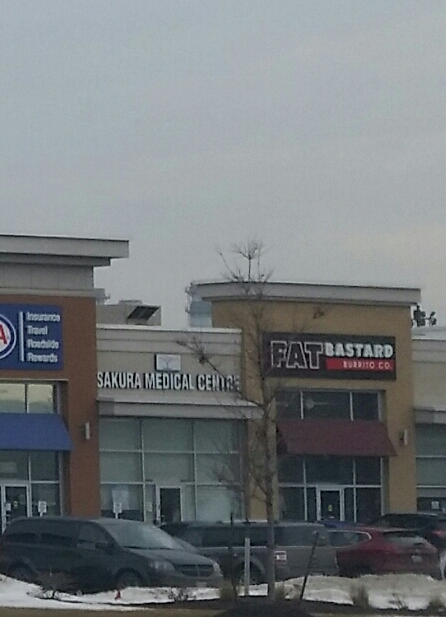 A
Insurance
Travel
Roadside
Rewards
SAKURA MEDICAL CENTRE
FAT BASTARD
BURRITO CO.